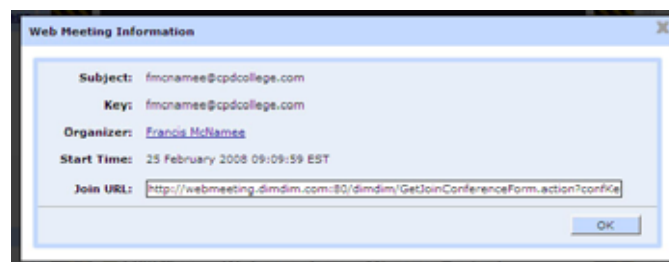 Web Meeting Information
Subject: fmcnamee@cpdcollege.com
Key: fmcnamee@cpdcollege.com
Organizer: Francis McNamee
Start Time: 25 February 2008 09:09:59 EST
Join URL: http://webmeeting.dimdim.com:80/dimdim/GetJoinConferenceForm.action?confKe
OK